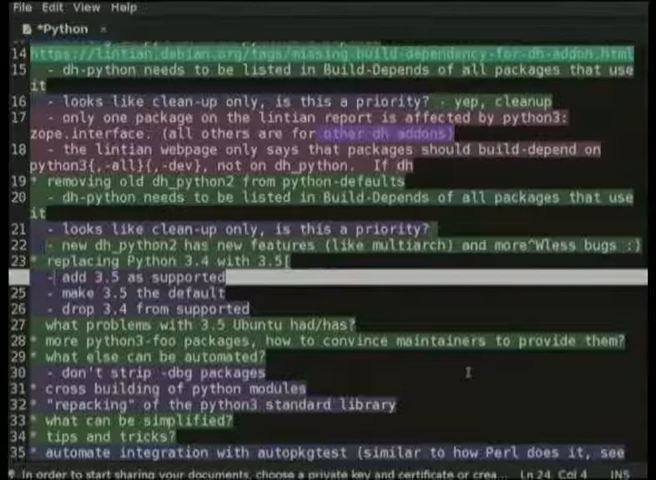 File Edit View Help
*Python ×
14 https://lintian.debian.org/tags/missing-build-dependency-for-dh-addon.html
15 - dh-python needs to be listed in Build-Depends of all packages that use
it
16 - looks like clean-up only, is this a priority? - yep, cleanup
17 - only one package on the lintian report is affected by python3:
zope.interface. (all others are for other dh addons)
18 - the lintian webpage only says that packages should build-depend on
python3{,-all}{,-dev}, not on dh_python. If dh
19 * removing old dh_python2 from python-defaults
20 - dh-python needs to be listed in Build-Depends of all packages that use
it
21 - looks like clean-up only, is this a priority?
22 - new dh_python2 has new features (like multiarch) and more^Wless bugs :)
23 * replacing Python 3.4 with 3.5[
- add 3.5 as supported
25 - make 3.5 the default
26 - drop 3.4 from supported
27 what problems with 3.5 Ubuntu had/has?
28 * more python3-foo packages, how to convince maintainers to provide them?
29 * what else can be automated?
30 - don't strip -dbg packages
31 * cross building of python modules
32 * "repacking" of the python3 standard library
33 * what can be simplified?
34 * tips and tricks?
35 * automate integration with autopkgtest (similar to how Perl does it, see
In order to start sharing your documents, choose a private key and certificate or crea... Ln 24, Col 4 INS